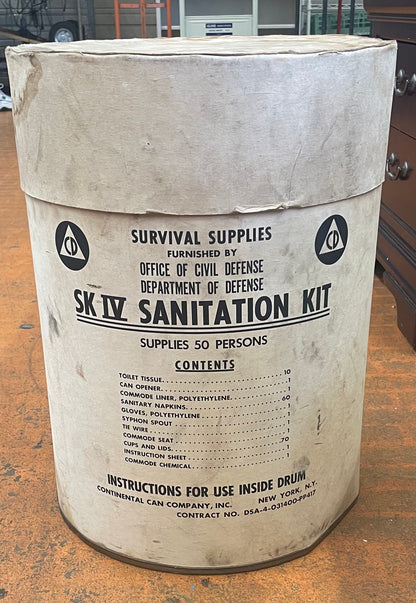 CD
CD
SURVIVAL SUPPLIES
FURNISHED BY
OFFICE OF CIVIL DEFENSE
DEPARTMENT OF DEFENSE
SK IV SANITATION KIT
SUPPLIES 50 PERSONS
CONTENTS
TOILET TISSUE 10
CAN OPENER 1
COMMODE LINER, POLYETHYLENE 1
SANITARY NAPKINS 60
GLOVES, POLYETHYLENE 1
SYPHON SPOUT 1
TIE WIRE 1
COMMODE SEAT 1
CUPS AND LIDS 70
INSTRUCTION SHEET 1
COMMODE CHEMICAL 1
INSTRUCTIONS FOR USE INSIDE DRUM
CONTINENTAL CAN COMPANY, INC. NEW YORK, N.Y.
CONTRACT NO. DSA-4-031400-PP417